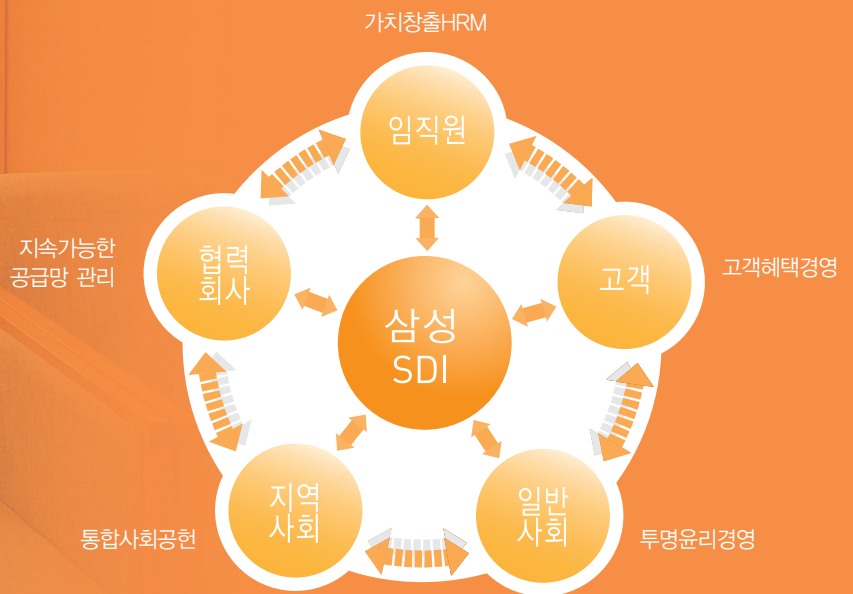 가치창출HRM
임직원
지속가능한
공급망 관리
협력
회사
고객
고객혜택경영
삼성
SDI
지역
사회
일반
사회
통합사회공헌
투명윤리경영